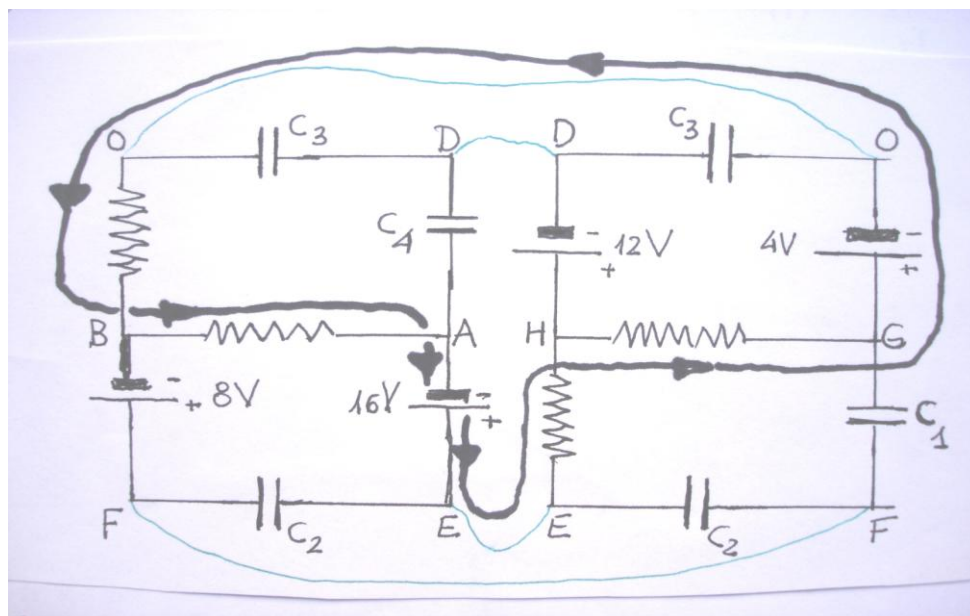 O C3 D D C3 O
C4 - 12V + 4V - +
B A H G
- 8V + 16V - + C1
F C2 E E C2 F